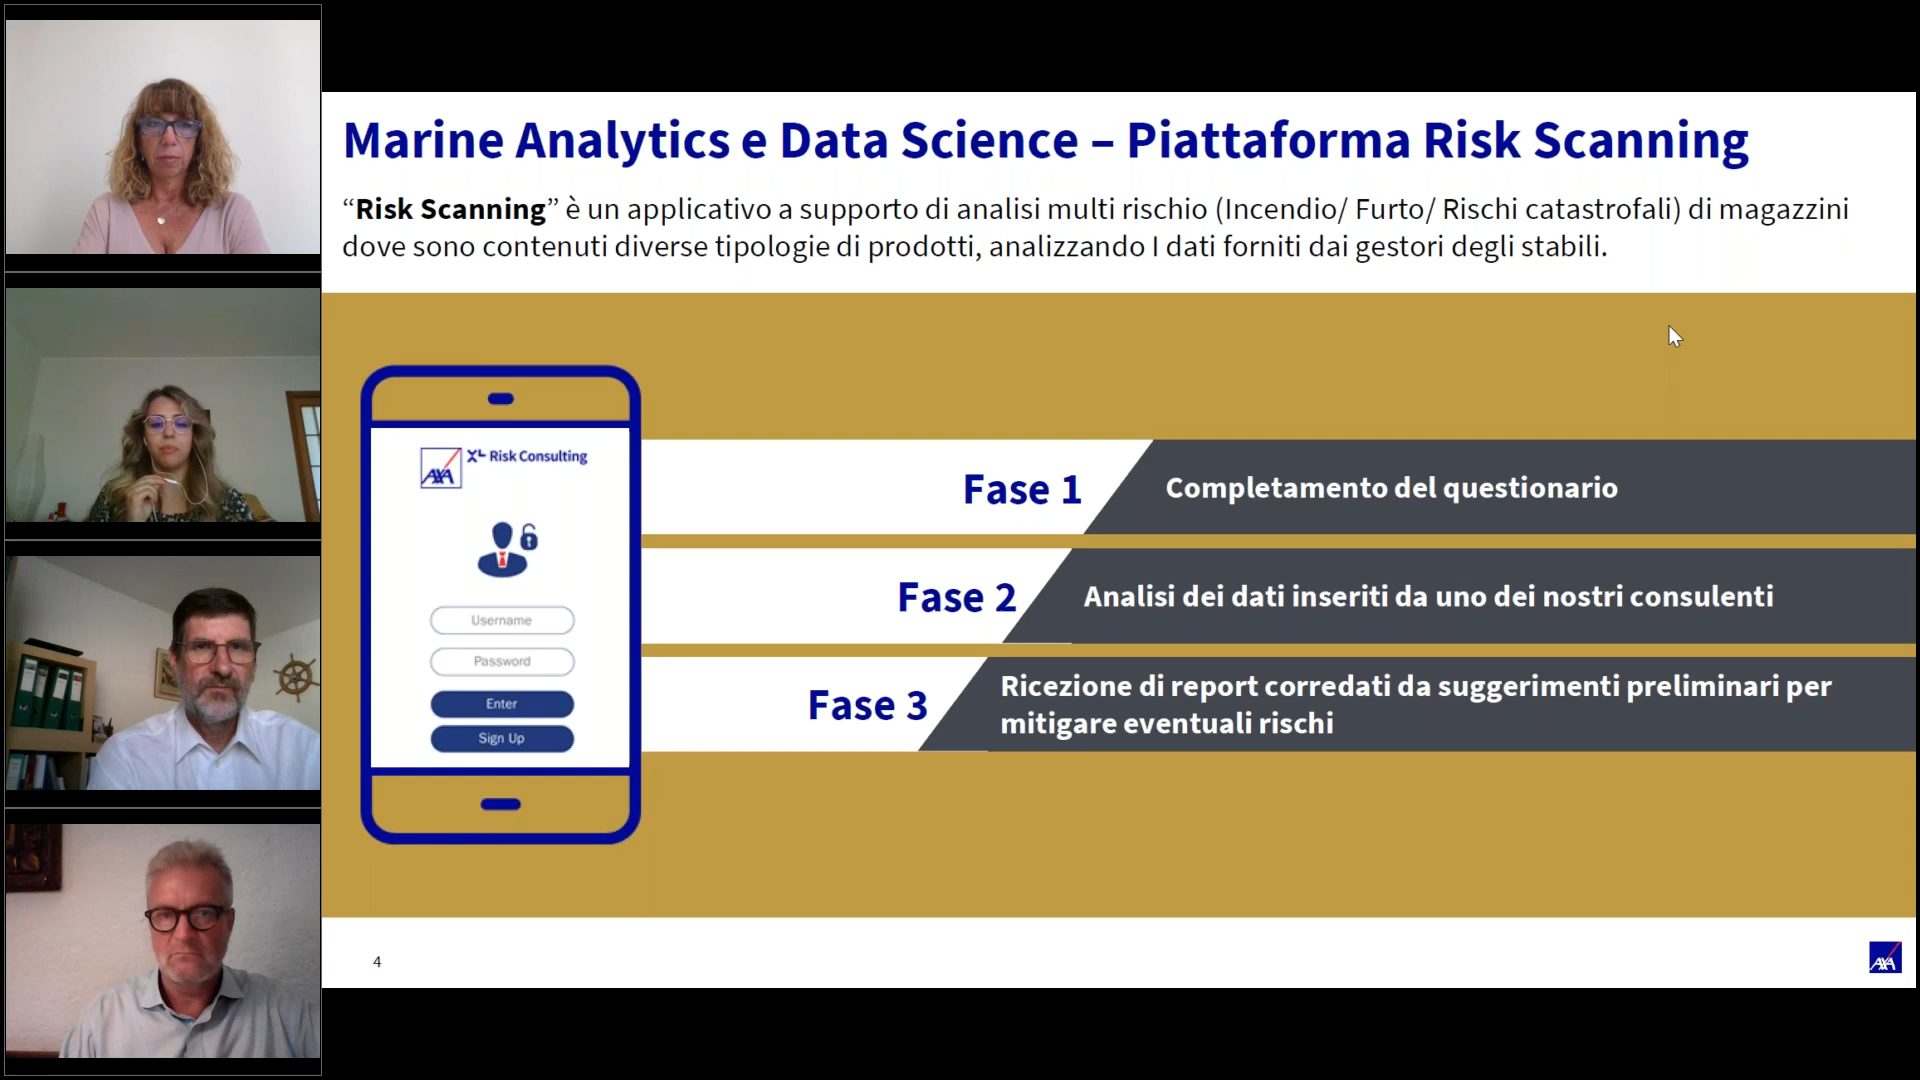 Marine Analytics e Data Science – Piattaforma Risk Scanning
“Risk Scanning” è un applicativo a supporto di analisi multi rischio (Incendio/ Furto/ Rischi catastrofali) di magazzini
dove sono contenuti diverse tipologie di prodotti, analizzando I dati forniti dai gestori degli stabili.
AXA XL Risk Consulting
Username
Password
Enter
Sign Up
Fase 1
Completamento del questionario
Fase 2
Analisi dei dati inseriti da uno dei nostri consulenti
Fase 3
Ricezione di report corredati da suggerimenti preliminari per
mitigare eventuali rischi
4
AXA